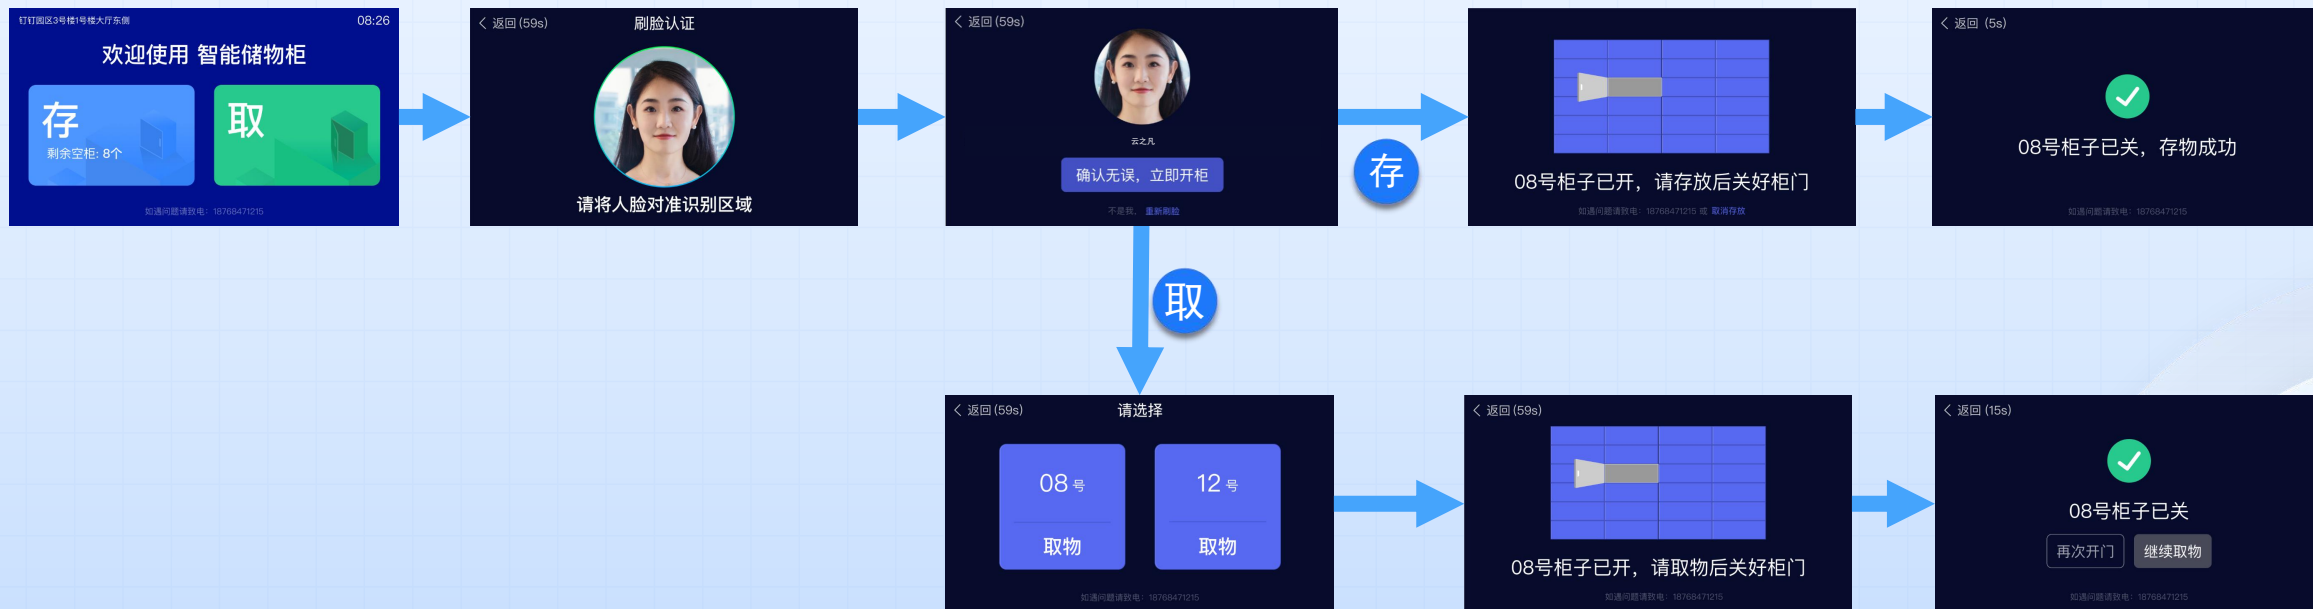 钉钉园区3号楼1号楼大厅东侧
08:26
欢迎使用 智能储物柜
存
剩余空柜: 8个
取
如遇问题请致电: 18768471215
返回 (59s)
刷脸认证
请将人脸对准识别区域
返回 (59s)
云之凡
确认无误，立即开柜
不是我， 重新刷脸
存
08号柜子已开，请存放后关好柜门
如遇问题请致电: 18768471215 或 取消存放
返回 (5s)
08号柜子已关，存物成功
如遇问题请致电: 18768471215
取
返回 (59s)
请选择
08 号
取物
12 号
取物
如遇问题请致电: 18768471215
返回 (59s)
08号柜子已开，请取物后关好柜门
如遇问题请致电: 18768471215
返回 (15s)
08号柜子已关
再次开门
继续取物
如遇问题请致电: 18768471215